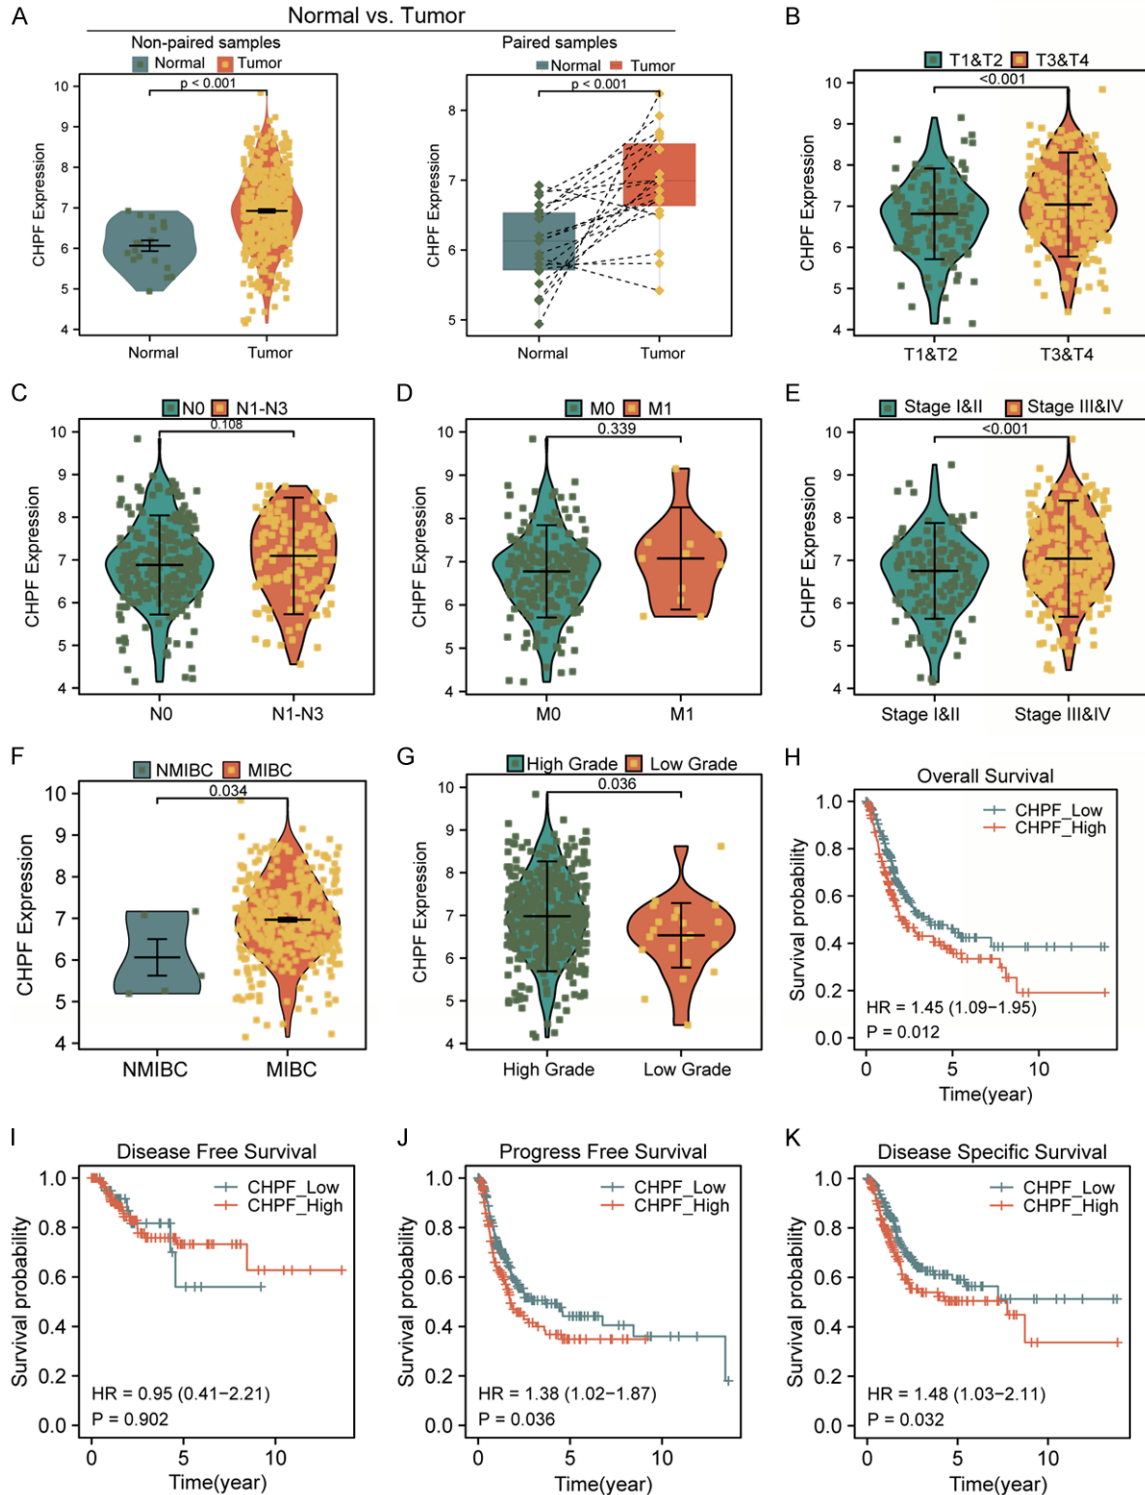 A
Normal vs. Tumor
Non-paired samples
Normal Tumor
p < 0.001
CHPF Expression
10
9
8
7
6
5
4
Normal Tumor
Paired samples
Normal Tumor
p < 0.001
CHPF Expression
8
7
6
5
Normal Tumor
B
T1&T2 T3&T4
<0.001
CHPF Expression
10
9
8
7
6
5
4
T1&T2 T3&T4
C
N0 N1-N3
0.108
CHPF Expression
10
9
8
7
6
5
4
N0 N1-N3
D
M0 M1
0.339
CHPF Expression
10
9
8
7
6
5
4
M0 M1
E
Stage I&II Stage III&IV
<0.001
CHPF Expression
10
9
8
7
6
5
4
Stage I&II Stage III&IV
F
NMIBC MIBC
0.034
CHPF Expression
10
9
8
7
6
5
4
NMIBC MIBC
G
High Grade Low Grade
0.036
CHPF Expression
10
9
8
7
6
5
4
High Grade Low Grade
H
Overall Survival
CHPF_Low
CHPF_High
Survival probability
1.0
0.8
0.6
0.4
0.2
0.0
HR = 1.45 (1.09−1.95)
P = 0.012
0 5 10
Time(year)
I
Disease Free Survival
CHPF_Low
CHPF_High
Survival probability
1.0
0.8
0.6
0.4
0.2
0.0
HR = 0.95 (0.41−2.21)
P = 0.902
0 5 10
Time(year)
J
Progress Free Survival
CHPF_Low
CHPF_High
Survival probability
1.0
0.8
0.6
0.4
0.2
0.0
HR = 1.38 (1.02−1.87)
P = 0.036
0 5 10
Time(year)
K
Disease Specific Survival
CHPF_Low
CHPF_High
Survival probability
1.0
0.8
0.6
0.4
0.2
0.0
HR = 1.48 (1.03−2.11)
P = 0.032
0 5 10
Time(year)